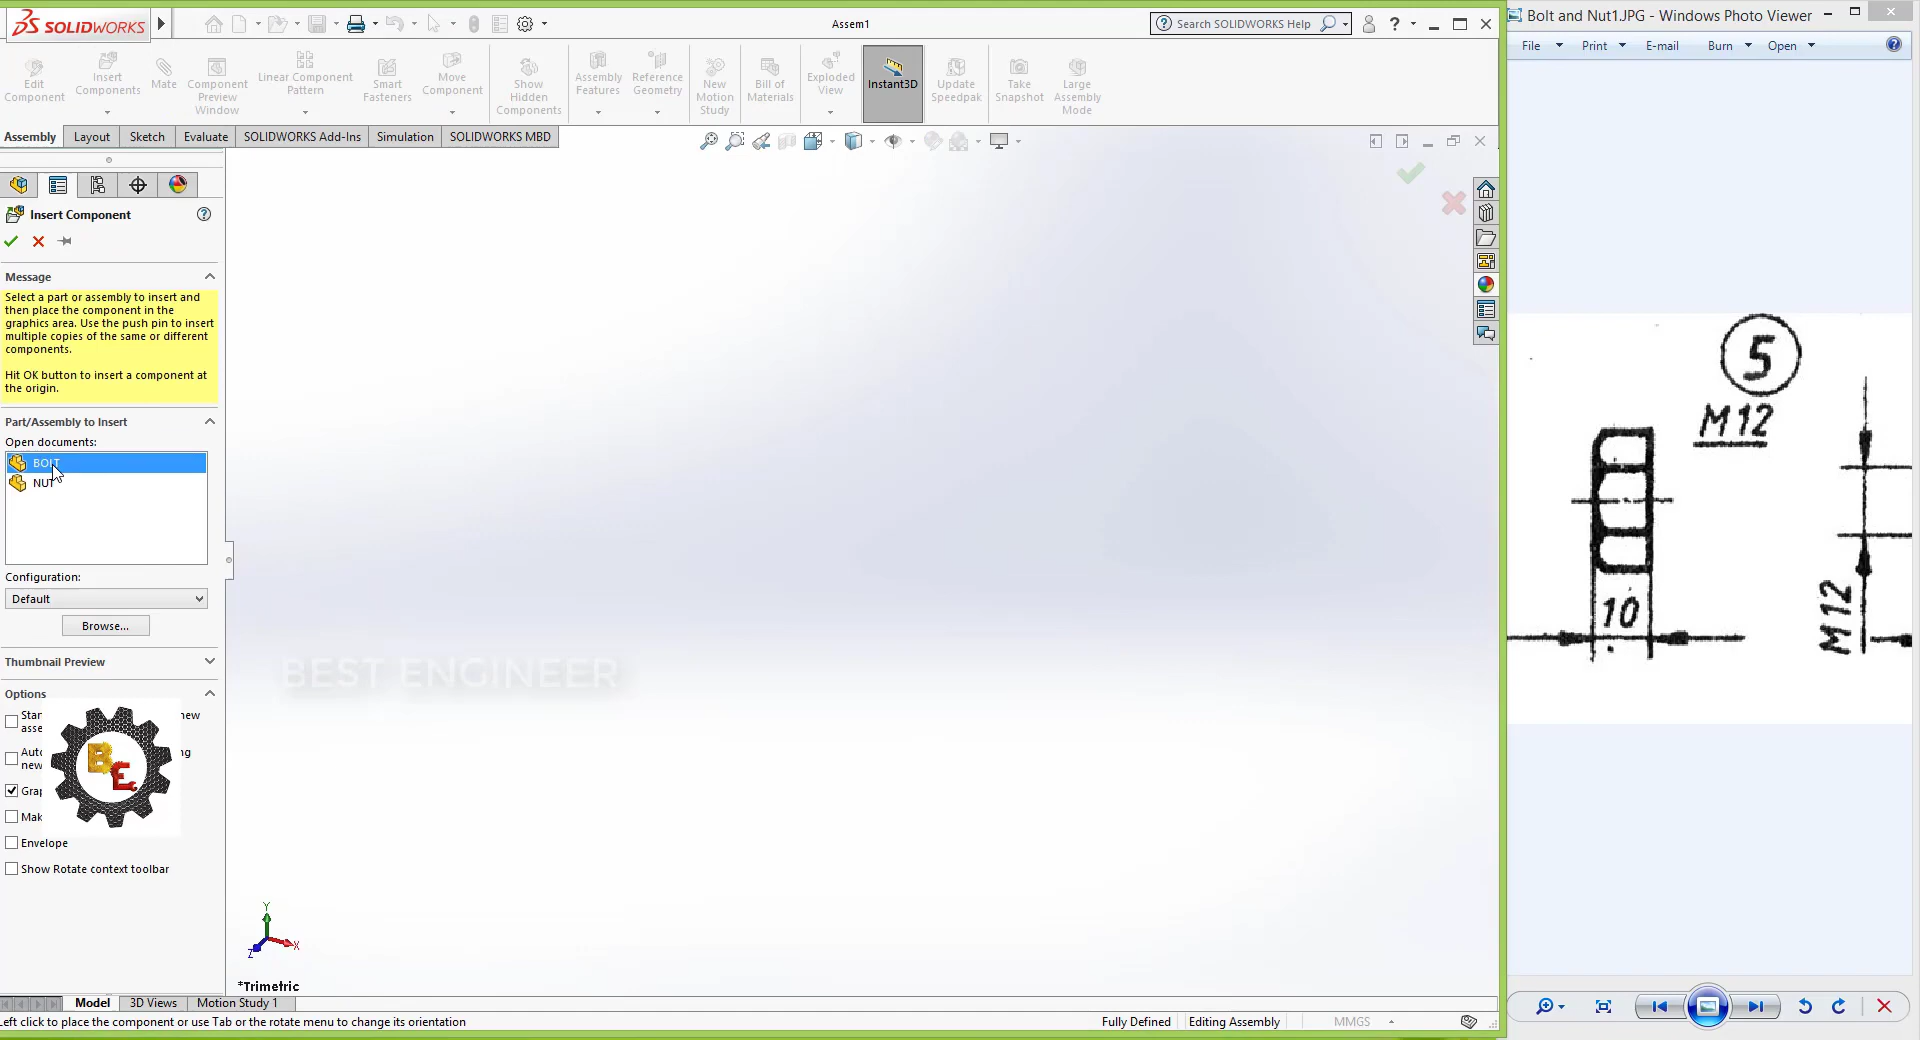 SOLIDWORKS
Assem1
Search SOLIDWORKS Help
Bolt and Nut1.JPG - Windows Photo Viewer
File
Print
E-mail
Burn
Open
Edit Component
Insert Components
Mate
Component Preview Window
Linear Component Pattern
Smart Fasteners
Move Component
Show Hidden Components
Assembly Features
Reference Geometry
New Motion Study
Bill of Materials
Exploded View
Instant3D
Update Speedpak
Take Snapshot
Large Assembly Mode
Assembly
Layout
Sketch
Evaluate
SOLIDWORKS Add-Ins
Simulation
SOLIDWORKS MBD
Insert Component
Message
Select a part or assembly to insert and
then place the component in the
graphics area. Use the push pin to insert
multiple copies of the same or different
components.
Hit OK button to insert a component at
the origin.
Part/Assembly to Insert
Open documents:
BOLT
NUT
Configuration:
Default
Browse...
Thumbnail Preview
Options
BE
Envelope
Show Rotate context toolbar
BEST ENGINEER
Y
X
Z
*Trimetric
Model
3D Views
Motion Study 1
Left click to place the component or use Tab or the rotate menu to change its orientation
Fully Defined
Editing Assembly
MMGS
5
M12
10
M12